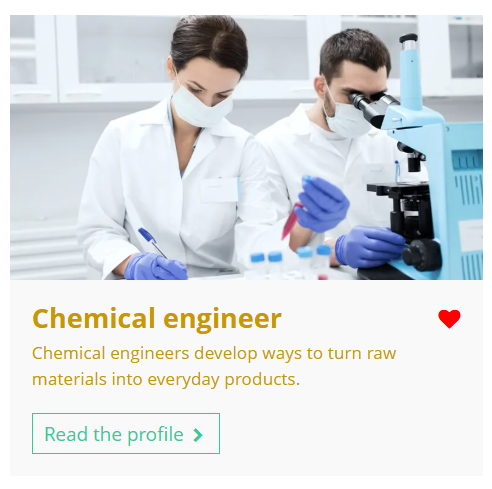 Chemical engineer
Chemical engineers develop ways to turn raw
materials into everyday products.
Read the profile